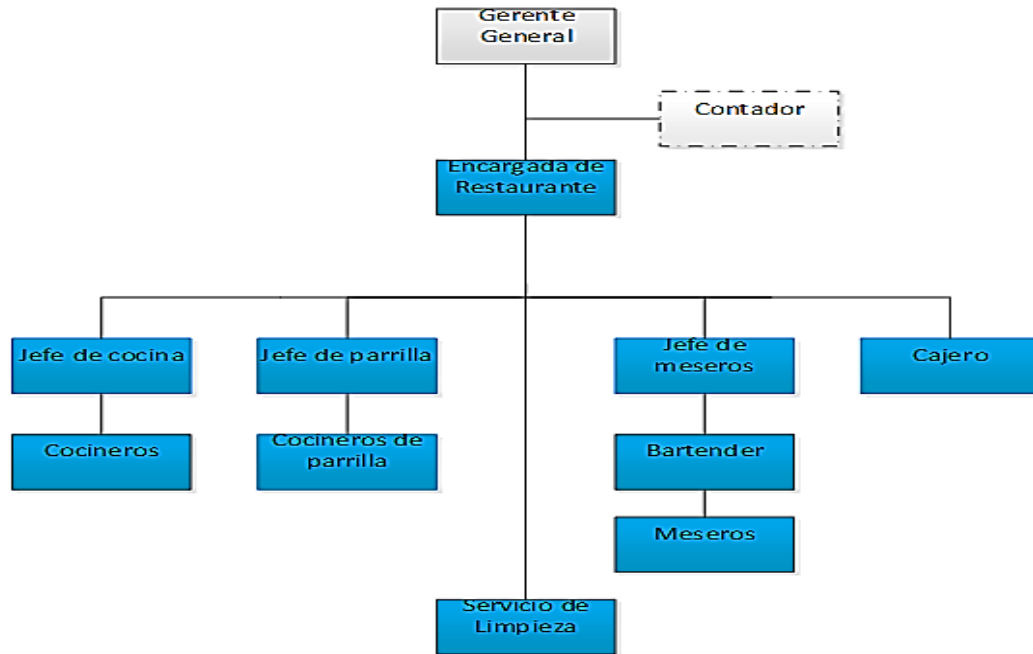 Gerente
General
Contador
Encargada de
Restaurante
Jefe de cocina
Jefe de parrilla
Jefe de
meseros
Cajero
Cocineros
Cocineros de
parrilla
Bartender
Meseros
Servicio de
Limpieza